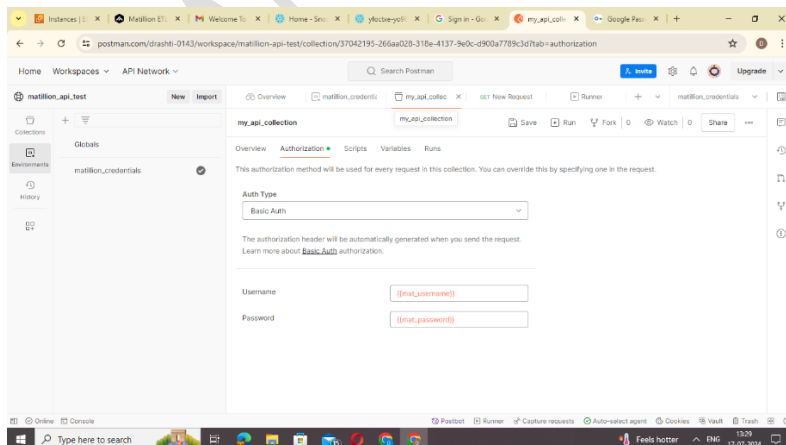 Instances | E
Matillion ETL
Welcome To
Home - Sno
yfoctxe-yo9
Sign in - Go
my_api_colle
Google Pass
postman.com/drashti-0143/workspace/matillion-api-test/collection/37042195-266aa028-318e-4137-9e0c-d900a7789c3d?tab=authorization
Home Workspaces API Network Search Postman Invite Upgrade
matillion_api_test New Import Overview matillion_credentia my_api_collec GET New Request Runner matillion_credentials
my_api_collection my_api_collection Save Run Fork 0 Watch 0 Share
Collections
Globals
Overview Authorization Scripts Variables Runs
Environments
matillion_credentials
This authorization method will be used for every request in this collection. You can override this by specifying one in the request.
History
Auth Type
Basic Auth
The authorization header will be automatically generated when you send the request.
Learn more about Basic Auth authorization.
Username {{mat_username}}
Password {{mat_password}}
Online Console Postbot Runner Capture requests Auto-select agent Cookies Vault Trash
Type here to search Feels hotter ENG 13:29
17-07-2024